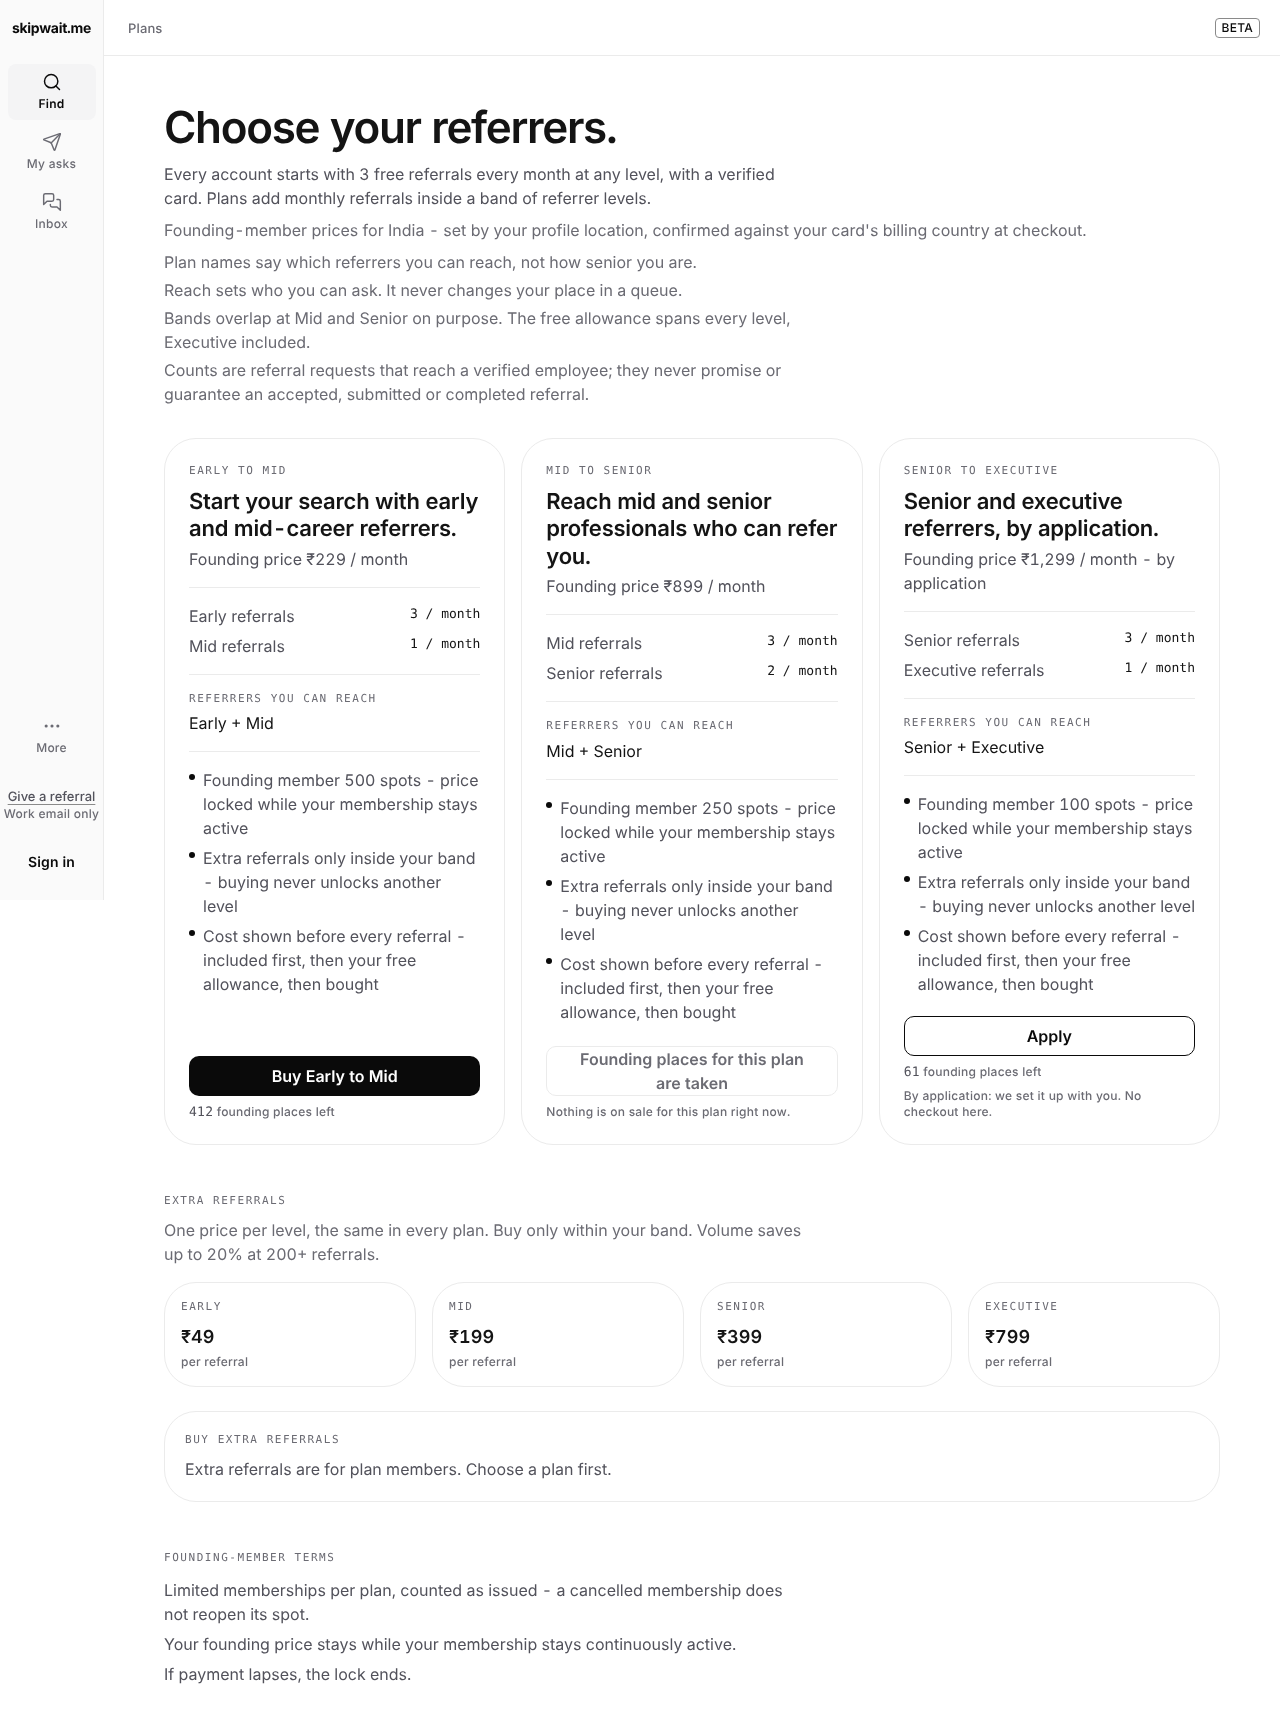 skipwait.me
Find
My asks
Inbox
More
Give a referral
Work email only
Sign in
Plans
BETA
Choose your referrers.
Every account starts with 3 free referrals every month at any level, with a verified
card. Plans add monthly referrals inside a band of referrer levels.
Founding-member prices for India - set by your profile location, confirmed against your card's billing country at checkout.
Plan names say which referrers you can reach, not how senior you are.
Reach sets who you can ask. It never changes your place in a queue.
Bands overlap at Mid and Senior on purpose. The free allowance spans every level,
Executive included.
Counts are referral requests that reach a verified employee; they never promise or
guarantee an accepted, submitted or completed referral.
EARLY TO MID
Start your search with early
and mid-career referrers.
Founding price ₹229 / month
Early referrals 3 / month
Mid referrals 1 / month
REFERRERS YOU CAN REACH
Early + Mid
Founding member 500 spots - price
locked while your membership stays
active
Extra referrals only inside your band
- buying never unlocks another
level
Cost shown before every referral -
included first, then your free
allowance, then bought
Buy Early to Mid
412 founding places left
MID TO SENIOR
Reach mid and senior
professionals who can refer
you.
Founding price ₹899 / month
Mid referrals 3 / month
Senior referrals 2 / month
REFERRERS YOU CAN REACH
Mid + Senior
Founding member 250 spots - price
locked while your membership stays
active
Extra referrals only inside your band
- buying never unlocks another
level
Cost shown before every referral -
included first, then your free
allowance, then bought
Founding places for this plan
are taken
Nothing is on sale for this plan right now.
SENIOR TO EXECUTIVE
Senior and executive
referrers, by application.
Founding price ₹1,299 / month - by
application
Senior referrals 3 / month
Executive referrals 1 / month
REFERRERS YOU CAN REACH
Senior + Executive
Founding member 100 spots - price
locked while your membership stays
active
Extra referrals only inside your band
- buying never unlocks another level
Cost shown before every referral -
included first, then your free
allowance, then bought
Apply
61 founding places left
By application: we set it up with you. No
checkout here.
EXTRA REFERRALS
One price per level, the same in every plan. Buy only within your band. Volume saves
up to 20% at 200+ referrals.
EARLY
₹49
per referral
MID
₹199
per referral
SENIOR
₹399
per referral
EXECUTIVE
₹799
per referral
BUY EXTRA REFERRALS
Extra referrals are for plan members. Choose a plan first.
FOUNDING-MEMBER TERMS
Limited memberships per plan, counted as issued - a cancelled membership does
not reopen its spot.
Your founding price stays while your membership stays continuously active.
If payment lapses, the lock ends.